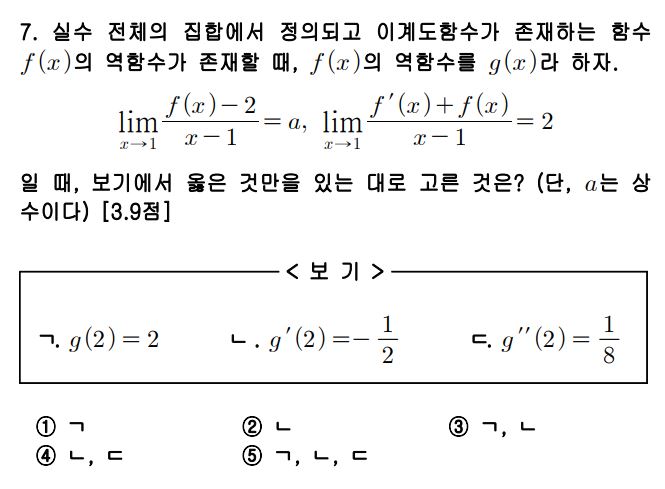 7. 실수 전체의 집합에서 정의되고 이계도함수가 존재하는 함수
f(x)의 역함수가 존재할 때, f(x)의 역함수를 g(x)라 하자.
lim_{x→1} \frac{f(x)-2}{x-1} = a, lim_{x→1} \frac{f′(x)+f(x)}{x-1} = 2
일 때, 보기에서 옳은 것만을 있는 대로 고른 것은? (단, a는 상
수이다) [3.9점]
< 보 기 >
ㄱ. g(2) = 2 ㄴ. g′(2) = -\frac{1}{2} ㄷ. g′′(2) = \frac{1}{8}
① ㄱ ② ㄴ ③ ㄱ, ㄴ
④ ㄴ, ㄷ ⑤ ㄱ, ㄴ, ㄷ